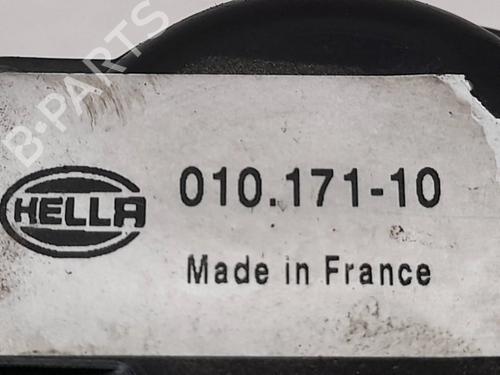 B-PARTS
HELLA
010.171-10
Made in France